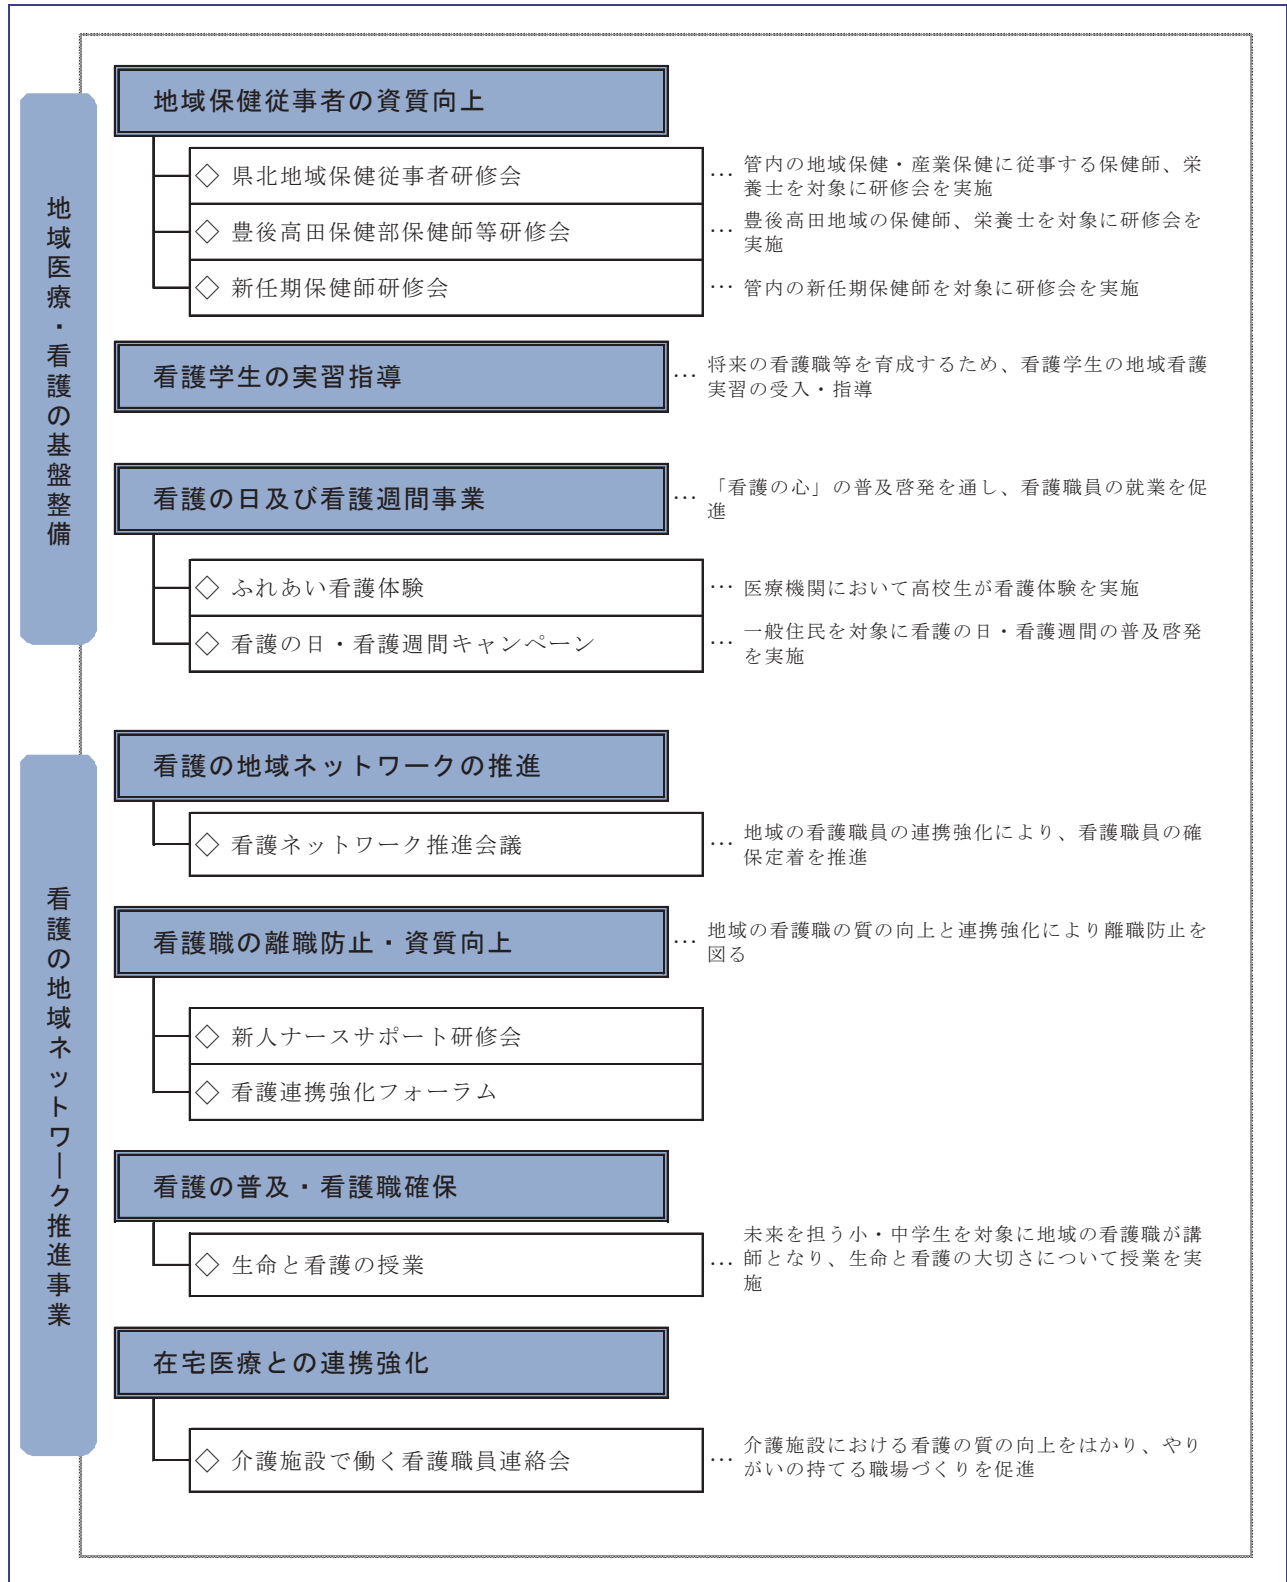 地域医療・看護の基盤整備
地域保健従事者の資質向上
◇ 県北地域保健従事者研修会
… 管内の地域保健・産業保健に従事する保健師、栄
養士を対象に研修会を実施
◇ 豊後高田保健部保健師等研修会
… 豊後高田地域の保健師、栄養士を対象に研修会を
実施
◇ 新任期保健師研修会
… 管内の新任期保健師を対象に研修会を実施
看護学生の実習指導
… 将来の看護職等を育成するため、看護学生の地域看護
実習の受入・指導
看護の日及び看護週間事業
… 「看護の心」の普及啓発を通し、看護職員の就業を促
進
◇ ふれあい看護体験
… 医療機関において高校生が看護体験を実施
◇ 看護の日・看護週間キャンペーン
… 一般住民を対象に看護の日・看護週間の普及啓発
を実施
看護の地域ネットワーク推進事業
看護の地域ネットワークの推進
◇ 看護ネットワーク推進会議
… 地域の看護職員の連携強化により、看護職員の確
保定着を推進
看護職の離職防止・資質向上
… 地域の看護職の質の向上と連携強化により離職防止を
図る
◇ 新人ナースサポート研修会
◇ 看護連携強化フォーラム
看護の普及・看護職確保
◇ 生命と看護の授業
… 未来を担う小・中学生を対象に地域の看護職が講
師となり、生命と看護の大切さについて授業を実
施
在宅医療との連携強化
◇ 介護施設で働く看護職員連絡会
… 介護施設における看護の質の向上をはかり、やり
がいの持てる職場づくりを促進